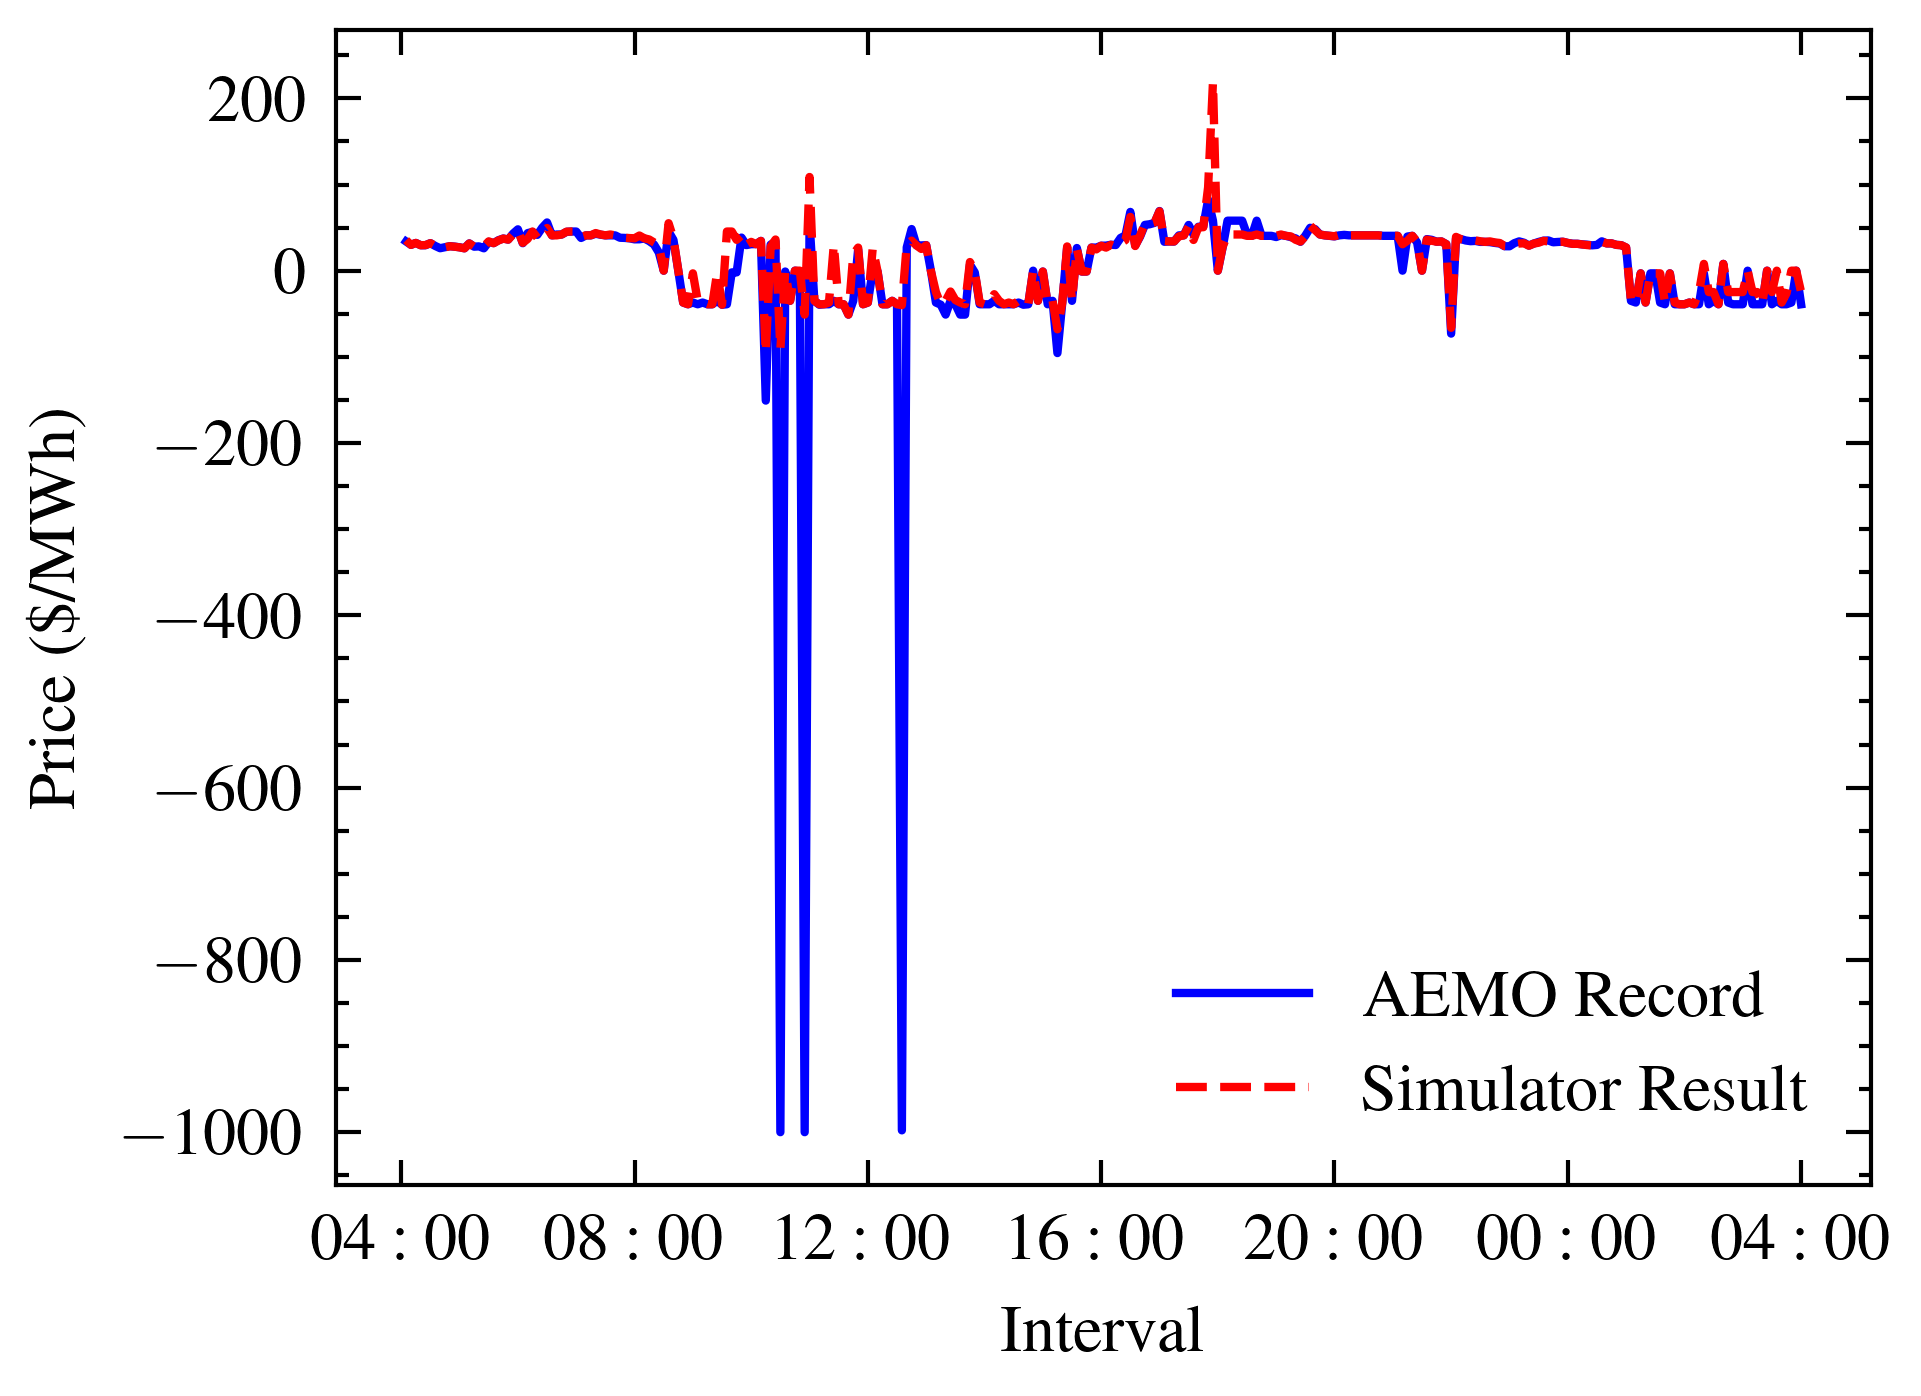 200
0
−200
−400
−600
−800
−1000
Price ($/MWh)
AEMO Record
Simulator Result
04 : 00 08 : 00 12 : 00 16 : 00 20 : 00 00 : 00 04 : 00
Interval